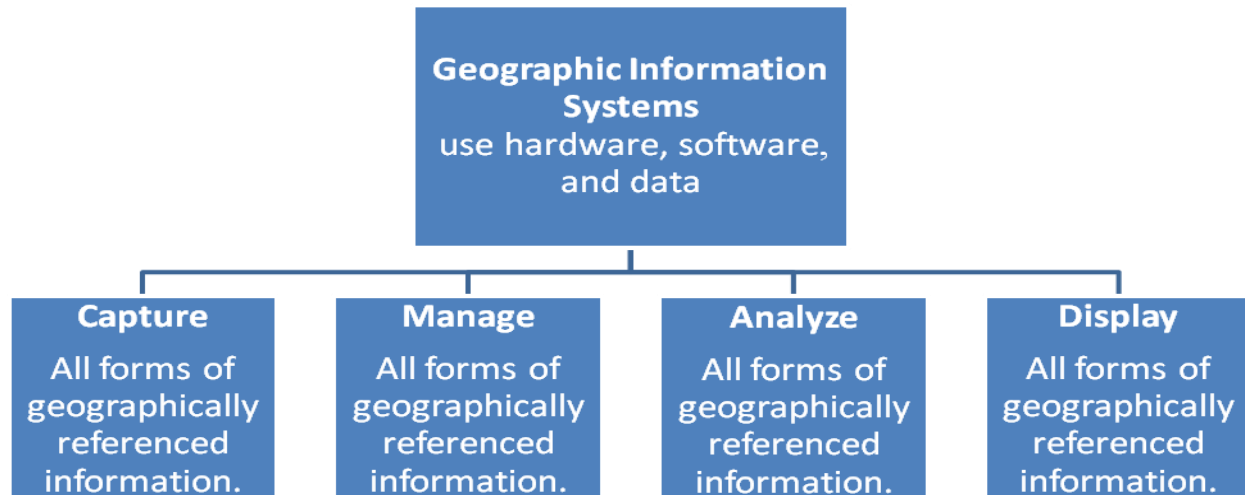 Geographic Information
Systems
use hardware, software,
and data
Capture
All forms of
geographically
referenced
information.
Manage
All forms of
geographically
referenced
information.
Analyze
All forms of
geographically
referenced
information.
Display
All forms of
geographically
referenced
information.